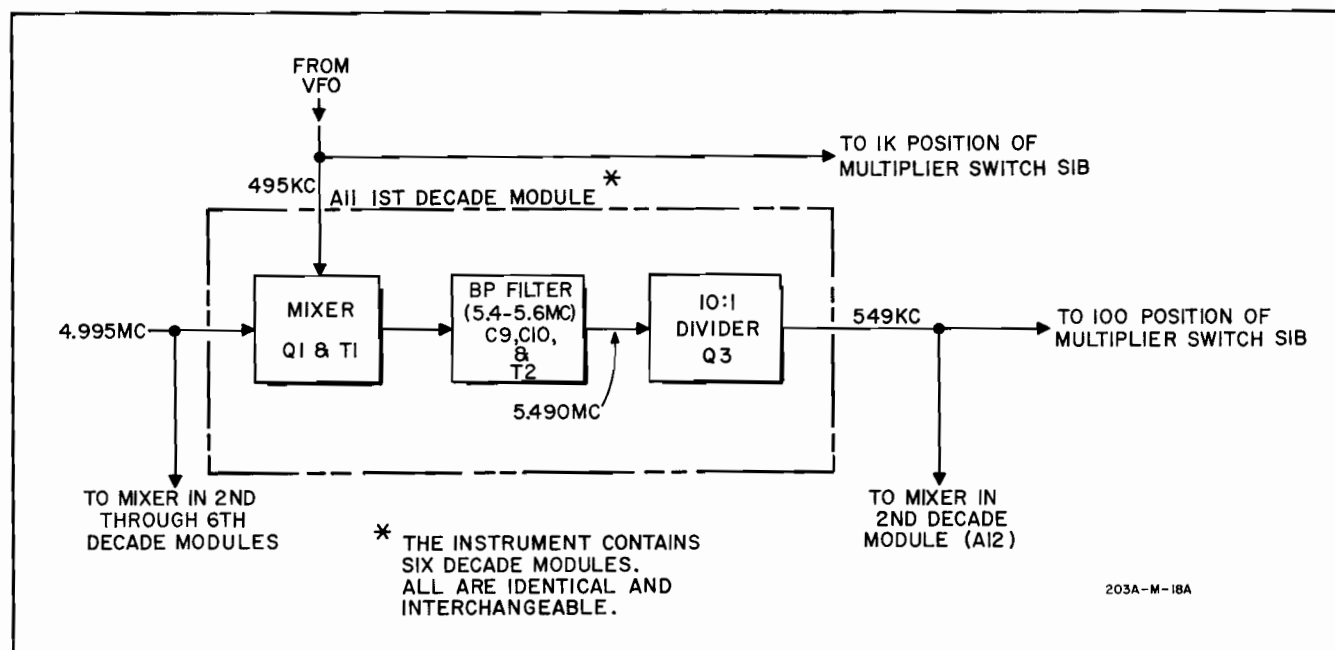 FROM
VFO
TO 1K POSITION OF
MULTIPLIER SWITCH S1B
495KC
A11 1ST DECADE MODULE *
MIXER
Q1 & T1
BP FILTER
(5.4-5.6MC)
C9,C10,
&
T2
10:1
DIVIDER
Q3
4.995MC
549KC
TO 100 POSITION OF
MULTIPLIER SWITCH S1B
5.490MC
TO MIXER IN 2ND
THROUGH 6TH
DECADE MODULES
* THE INSTRUMENT CONTAINS
SIX DECADE MODULES.
ALL ARE IDENTICAL AND
INTERCHANGEABLE.
TO MIXER IN
2ND DECADE
MODULE (A12)
203A-M-18A